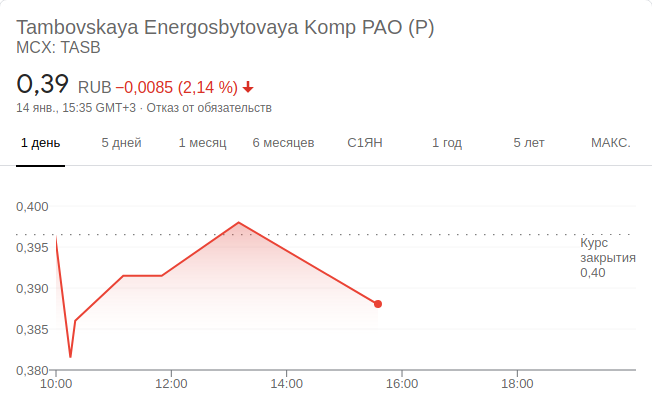 Tambovskaya Energosbytovaya Komp PAO (P)
MCX: TASB
0,39 RUB −0,0085 (2,14 %)
14 янв., 15:35 GMT+3 · Отказ от обязательств
1 день 5 дней 1 месяц 6 месяцев С1ЯН 1 год 5 лет МАКС.
0,400
0,395
0,390
0,385
0,380
Курс
закрытия
0,40
10:00 12:00 14:00 16:00 18:00